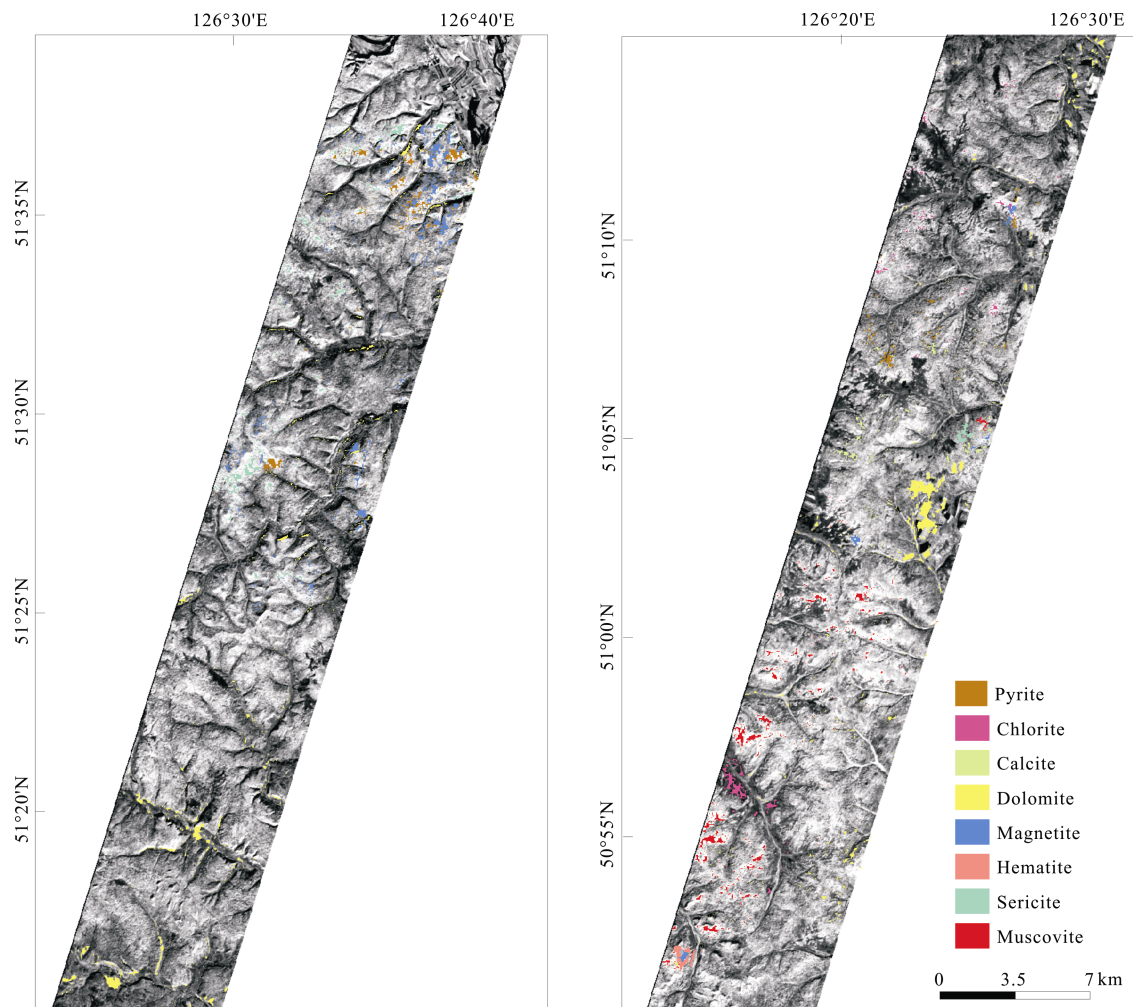 126°30'E
126°40'E
51°35'N
51°30'N
51°25'N
51°20'N
126°20'E
126°30'E
51°10'N
51°05'N
51°00'N
50°55'N
Pyrite
Chlorite
Calcite
Dolomite
Magnetite
Hematite
Sericite
Muscovite
0 3.5 7 km